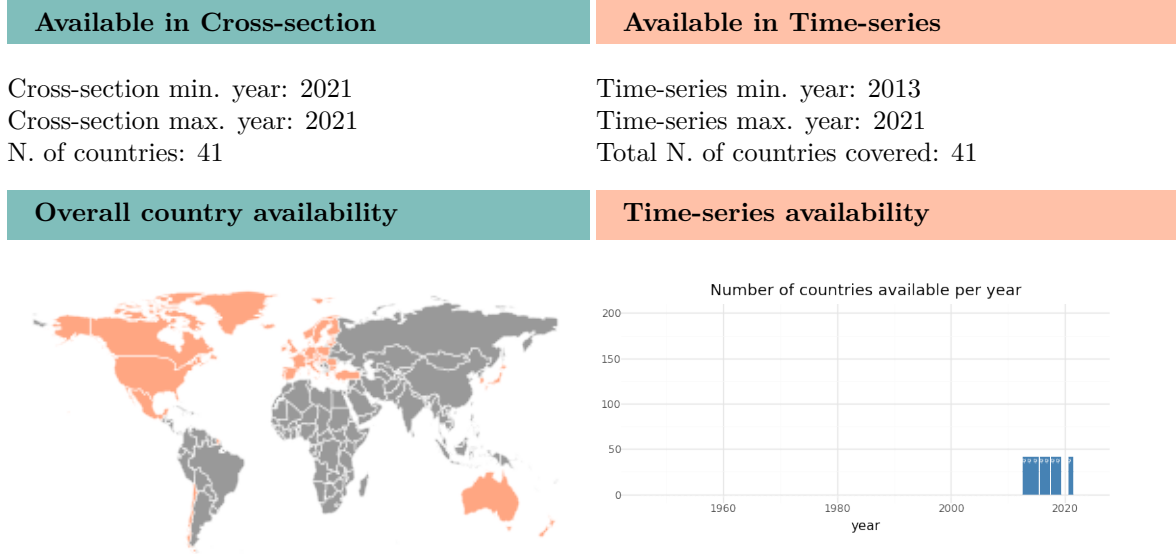 Available in Cross-section
Available in Time-series
Cross-section min. year: 2021
Cross-section max. year: 2021
N. of countries: 41
Time-series min. year: 2013
Time-series max. year: 2021
Total N. of countries covered: 41
Overall country availability
Time-series availability
Number of countries available per year
200
150
100
50
0
1960
1980
2000
2020
year